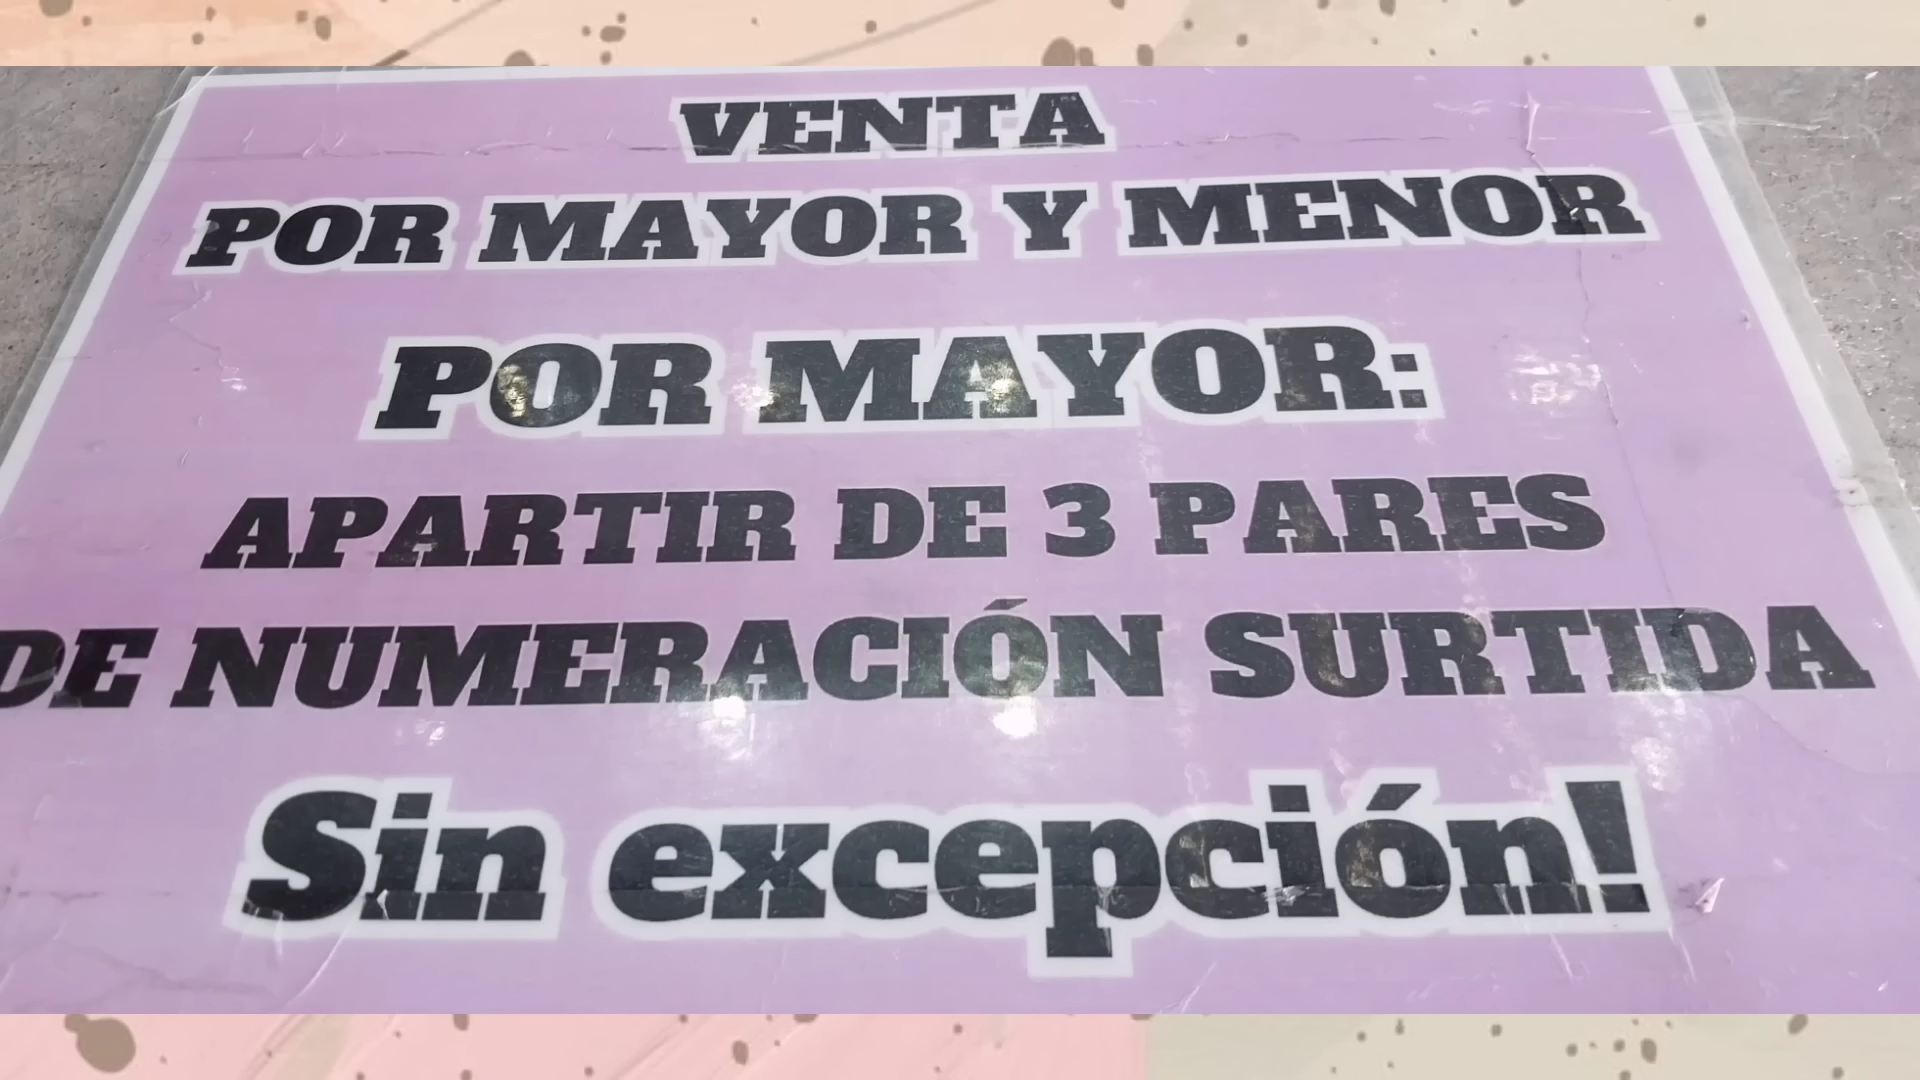 VENTA
POR MAYOR Y MENOR
POR MAYOR:
APARTIR DE 3 PARES
DE NUMERACIÓN SURTIDA
Sin excepción!